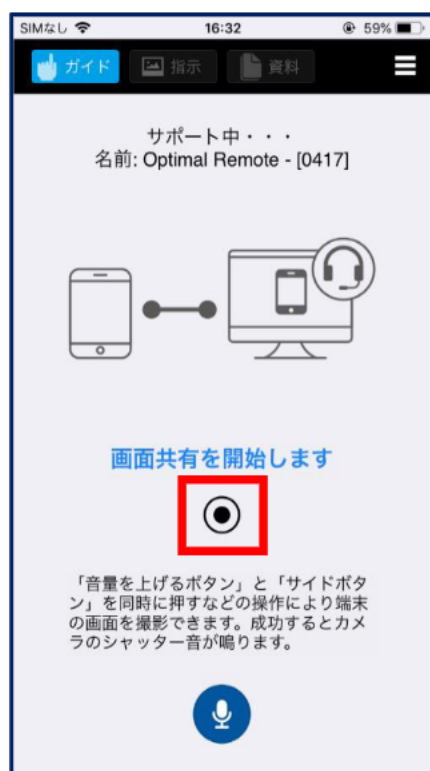 SIMなし 16:32 59%
ガイド 指示 資料
サポート中・・・
名前: Optimal Remote - [0417]
画面共有を開始します
「音量を上げるボタン」と「サイドボタ
ン」を同時に押すなどの操作により端末
の画面を撮影できます。成功するとカメ
ラのシャッター音が鳴ります。